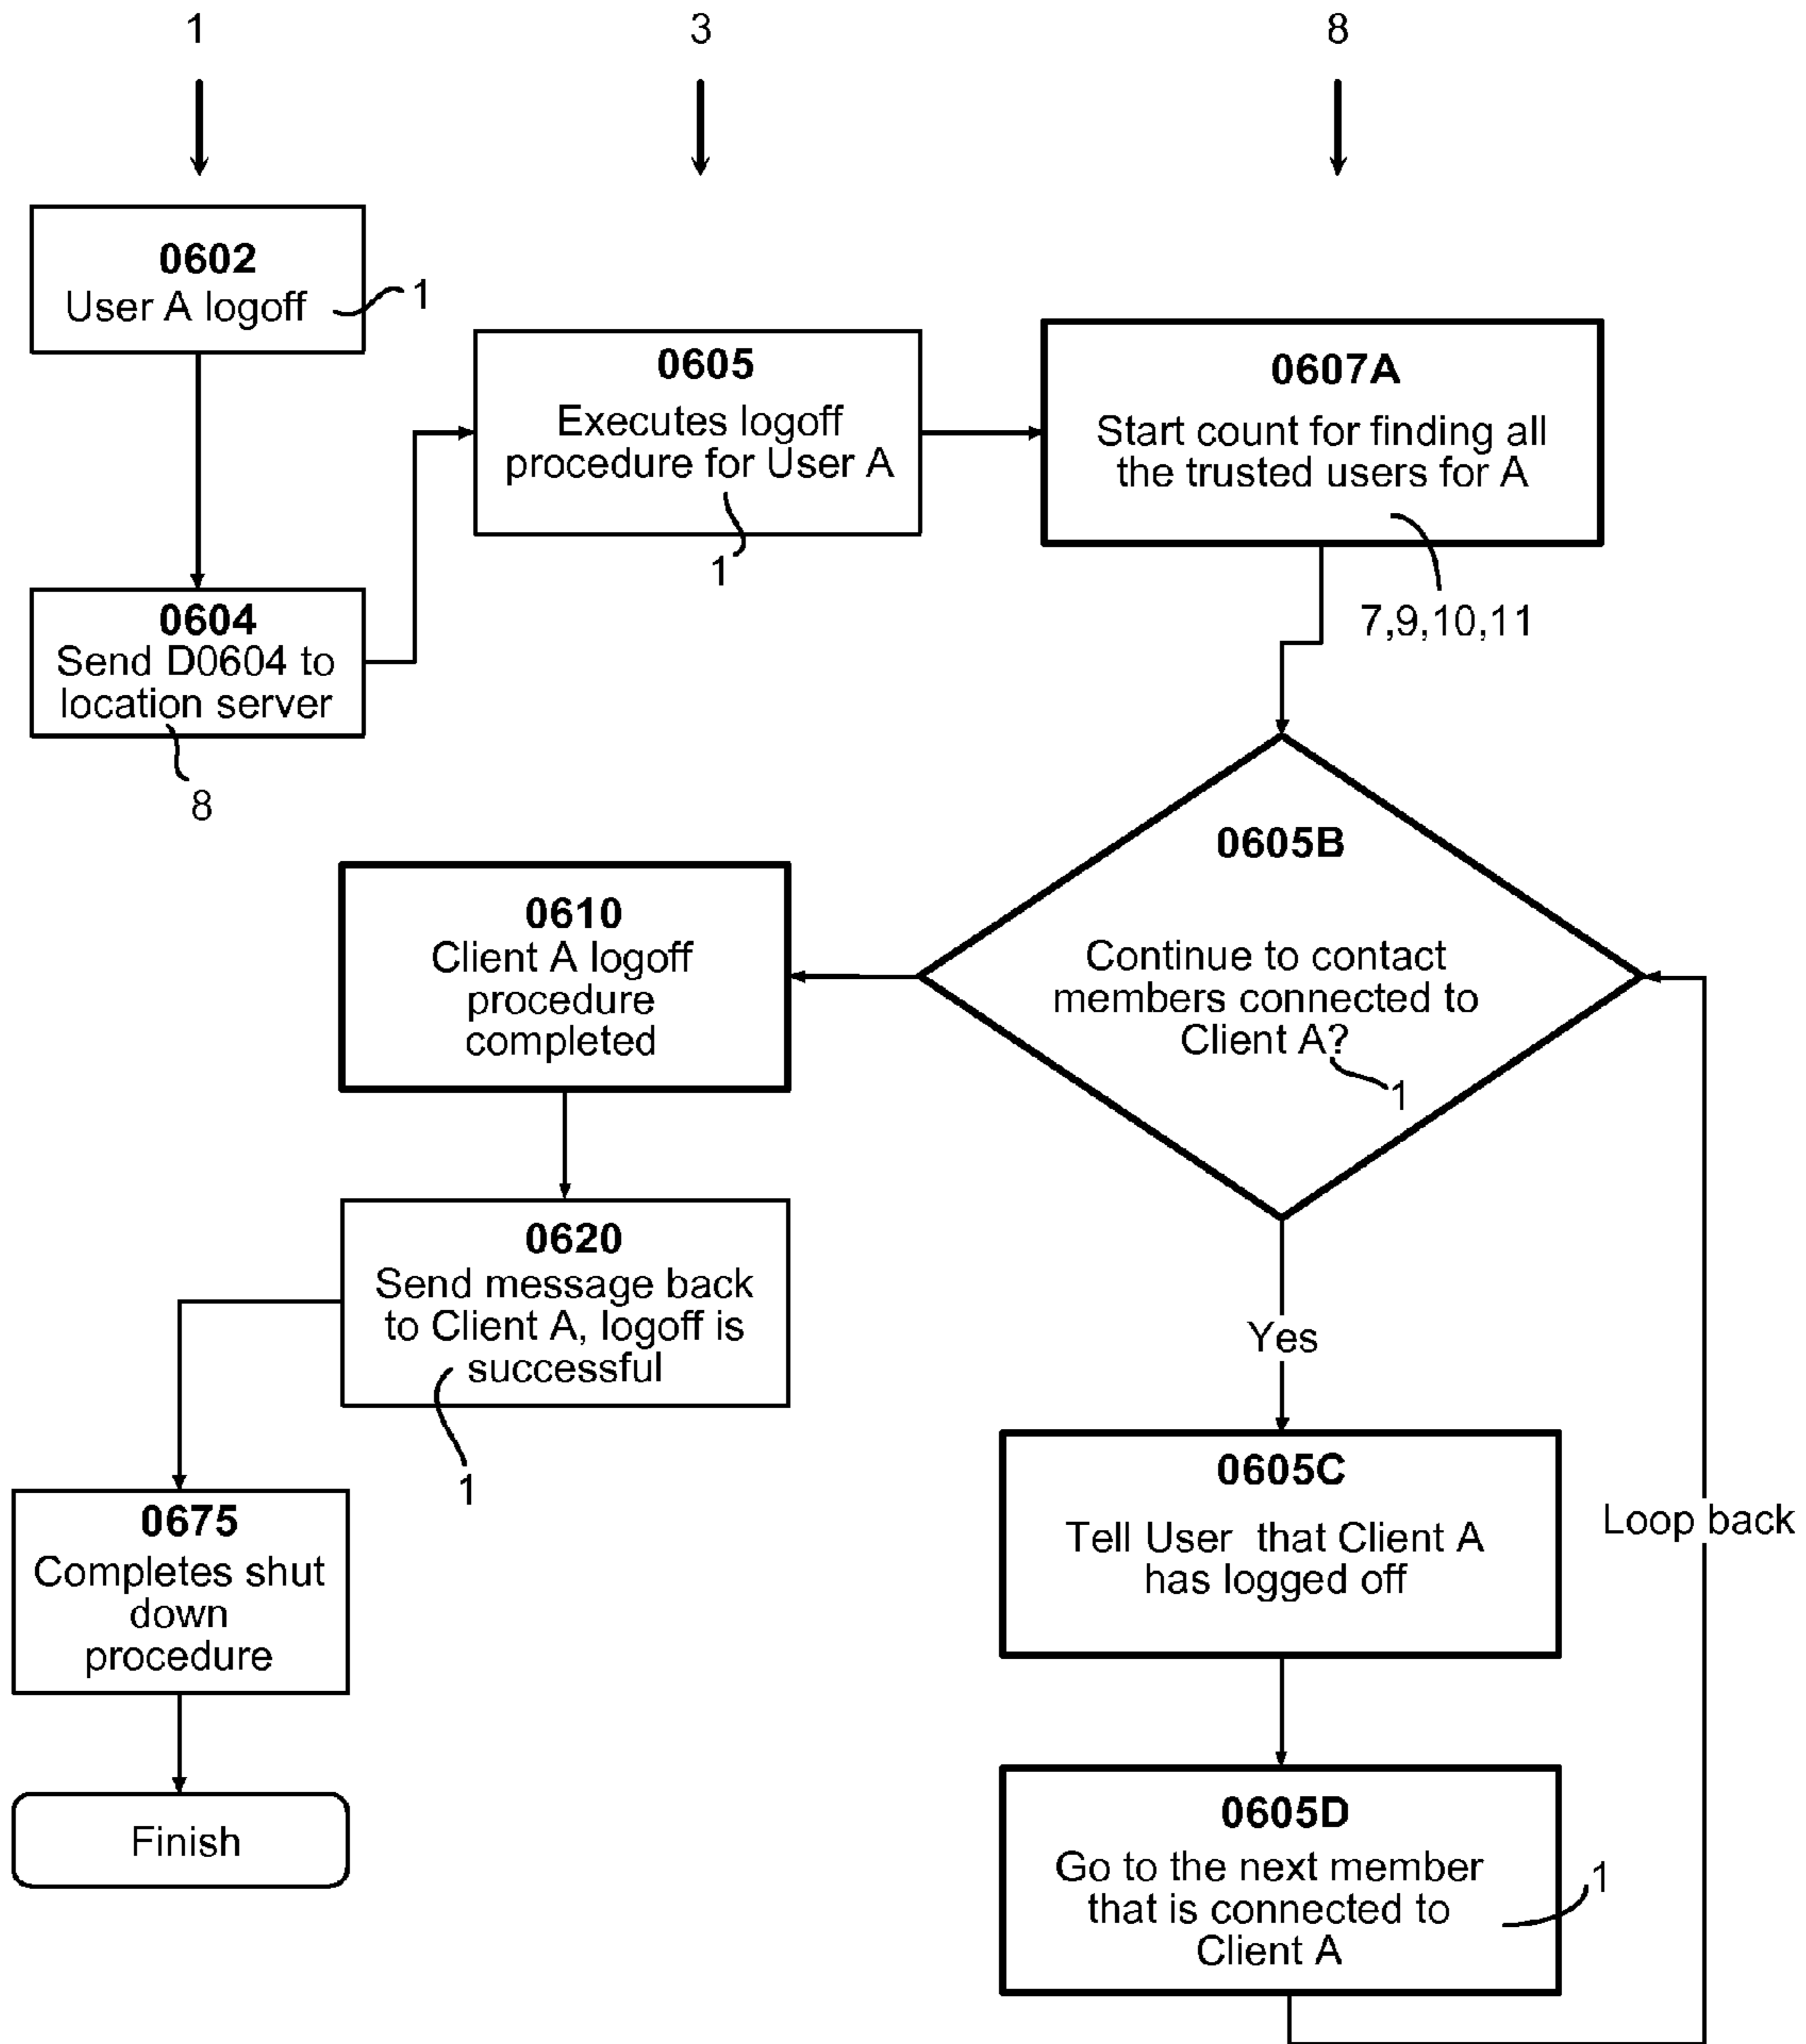 1
3
8
0602
User A logoff
1
0605
Executes logoff
procedure for User A
1
0607A
Start count for finding all
the trusted users for A
7,9,10,11
0604
Send D0604 to
location server
8
0605B
Continue to contact
members connected to
Client A?
1
0610
Client A logoff
procedure
completed
0620
Send message back
to Client A, logoff is
successful
1
Yes
0605C
Tell User that Client A
has logged off
Loop back
0675
Completes shut
down
procedure
0605D
Go to the next member
that is connected to
Client A
1
Finish